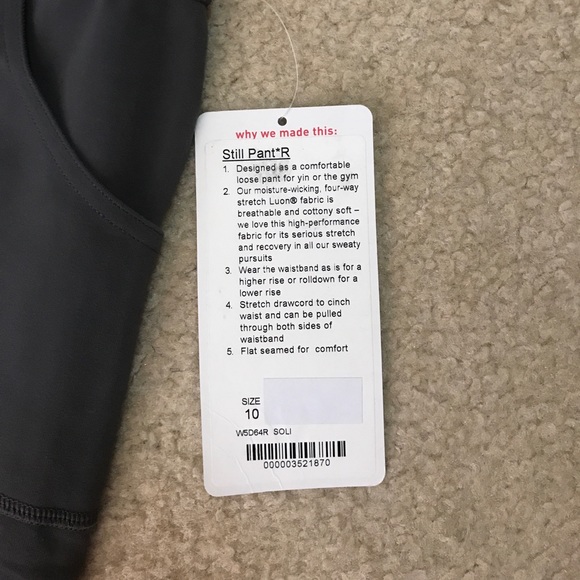 why we made this:
Still Pant*R
1. Designed as a comfortable
loose pant for yin or the gym
2. Our moisture-wicking, four-way
stretch Luon® fabric is
breathable and cottony soft –
we love this high-performance
fabric for its serious stretch
and recovery in all our sweaty
pursuits
3. Wear the waistband as is for a
higher rise or rolldown for a
lower rise
4. Stretch drawcord to cinch
waist and can be pulled
through both sides of
waistband
5. Flat seamed for comfort
SIZE
10
W5D64R SOLI
000003521870